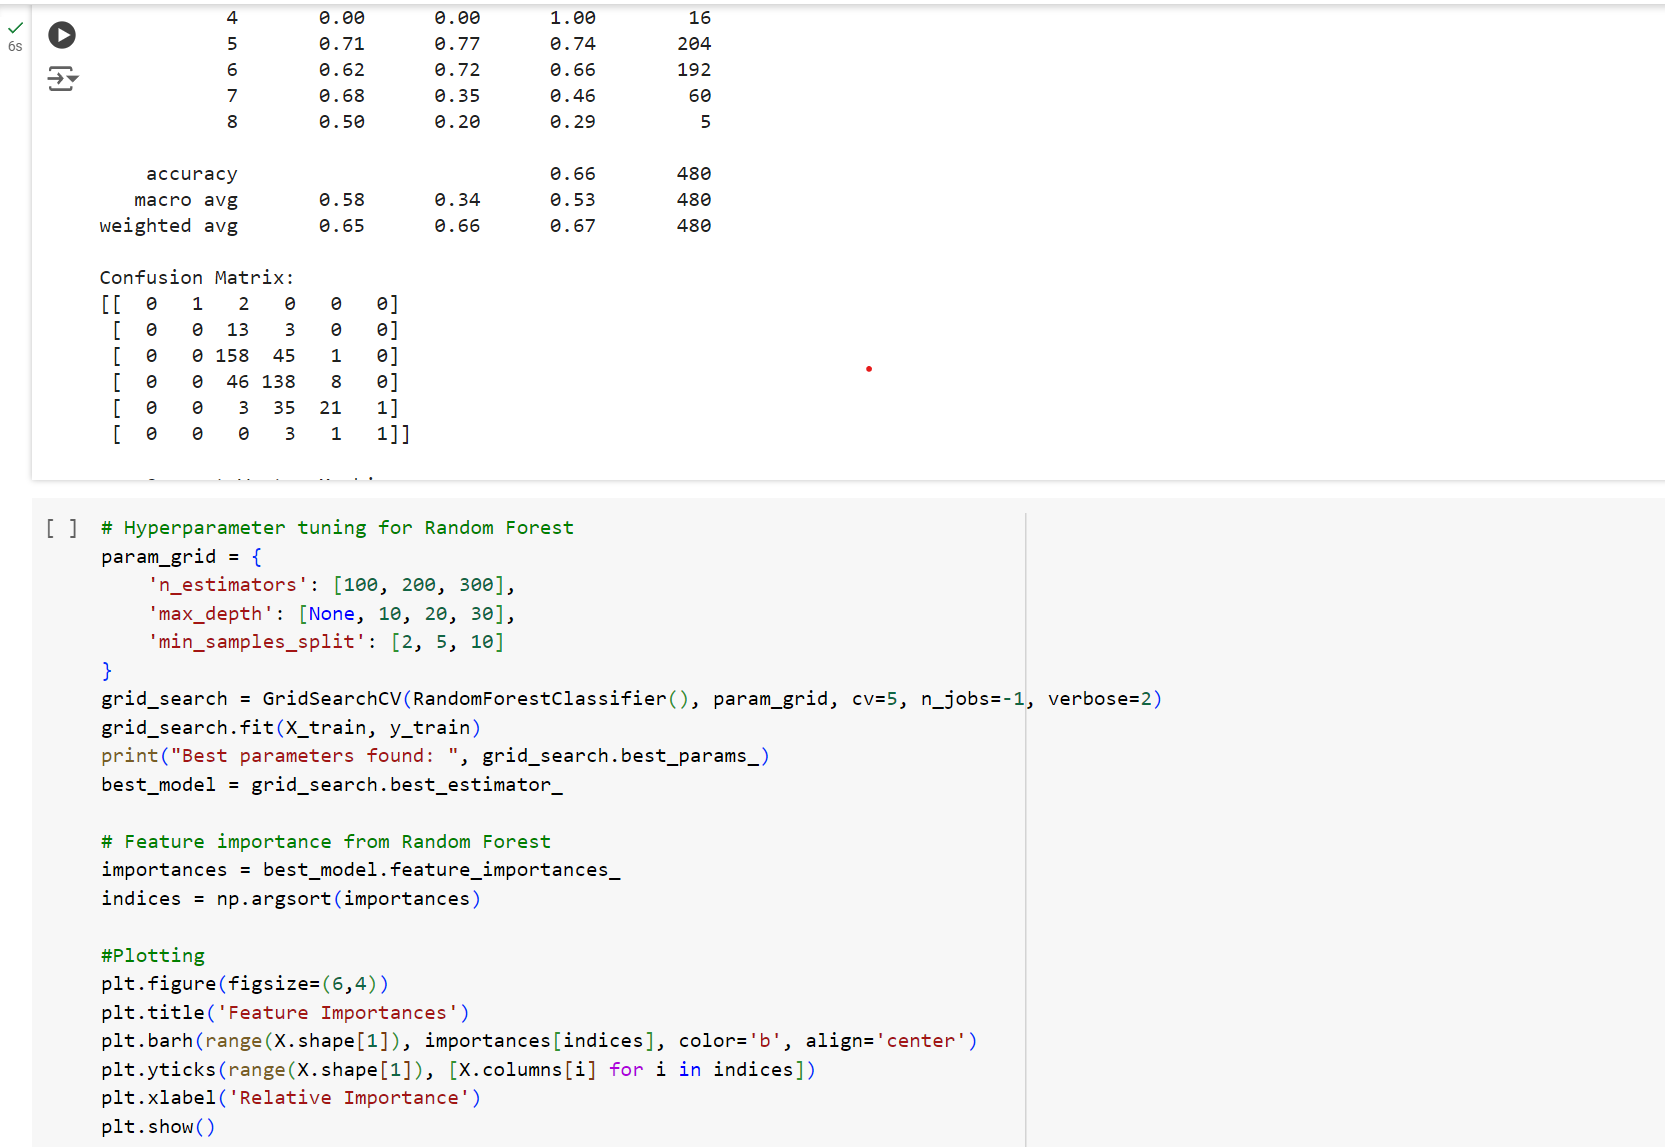 4 0.00 0.00 1.00 16
5 0.71 0.77 0.74 204
6 0.62 0.72 0.66 192
7 0.68 0.35 0.46 60
8 0.50 0.20 0.29 5
accuracy 0.66 480
macro avg 0.58 0.34 0.53 480
weighted avg 0.65 0.66 0.67 480
Confusion Matrix:
[[ 0 1 2 0 0 0]
[ 0 0 13 3 0 0]
[ 0 0 158 45 1 0]
[ 0 0 46 138 8 0]
[ 0 0 3 35 21 1]
[ 0 0 0 3 1 1]]
6s
[ ] # Hyperparameter tuning for Random Forest
param_grid = {
    'n_estimators': [100, 200, 300],
    'max_depth': [None, 10, 20, 30],
    'min_samples_split': [2, 5, 10]
}
grid_search = GridSearchCV(RandomForestClassifier(), param_grid, cv=5, n_jobs=-1, verbose=2)
grid_search.fit(X_train, y_train)
print("Best parameters found: ", grid_search.best_params_)
best_model = grid_search.best_estimator_
# Feature importance from Random Forest
importances = best_model.feature_importances_
indices = np.argsort(importances)
#Plotting
plt.figure(figsize=(6,4))
plt.title('Feature Importances')
plt.barh(range(X.shape[1]), importances[indices], color='b', align='center')
plt.yticks(range(X.shape[1]), [X.columns[i] for i in indices])
plt.xlabel('Relative Importance')
plt.show()